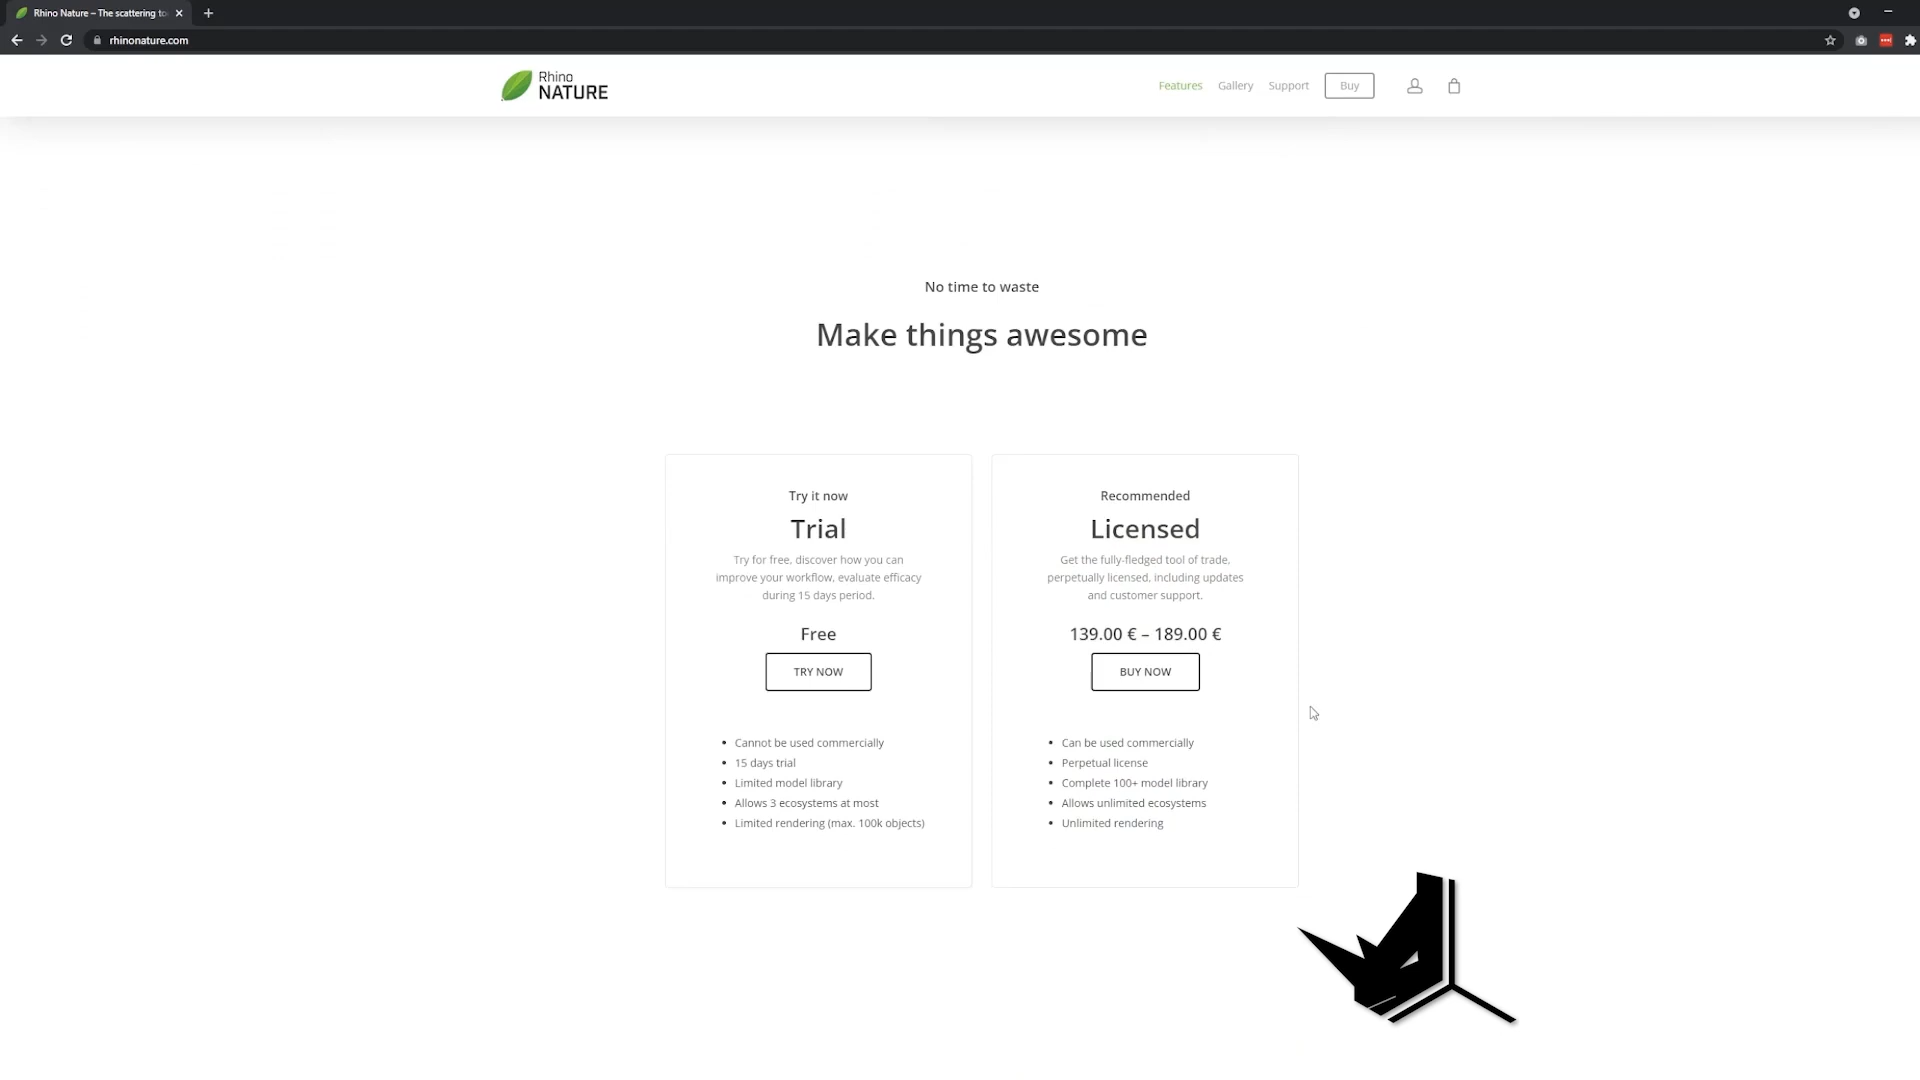 Rhino Nature – The scattering to
rhinonature.com
Rhino
NATURE
Features
Gallery
Support
Buy
No time to waste
Make things awesome
Try it now
Trial
Try for free, discover how you can
improve your workflow, evaluate efficacy
during 15 days period.
Free
TRY NOW
• Cannot be used commercially
• 15 days trial
• Limited model library
• Allows 3 ecosystems at most
• Limited rendering (max. 100k objects)
Recommended
Licensed
Get the fully-fledged tool of trade,
perpetually licensed, including updates
and customer support.
139.00 € – 189.00 €
BUY NOW
• Can be used commercially
• Perpetual license
• Complete 100+ model library
• Allows unlimited ecosystems
• Unlimited rendering